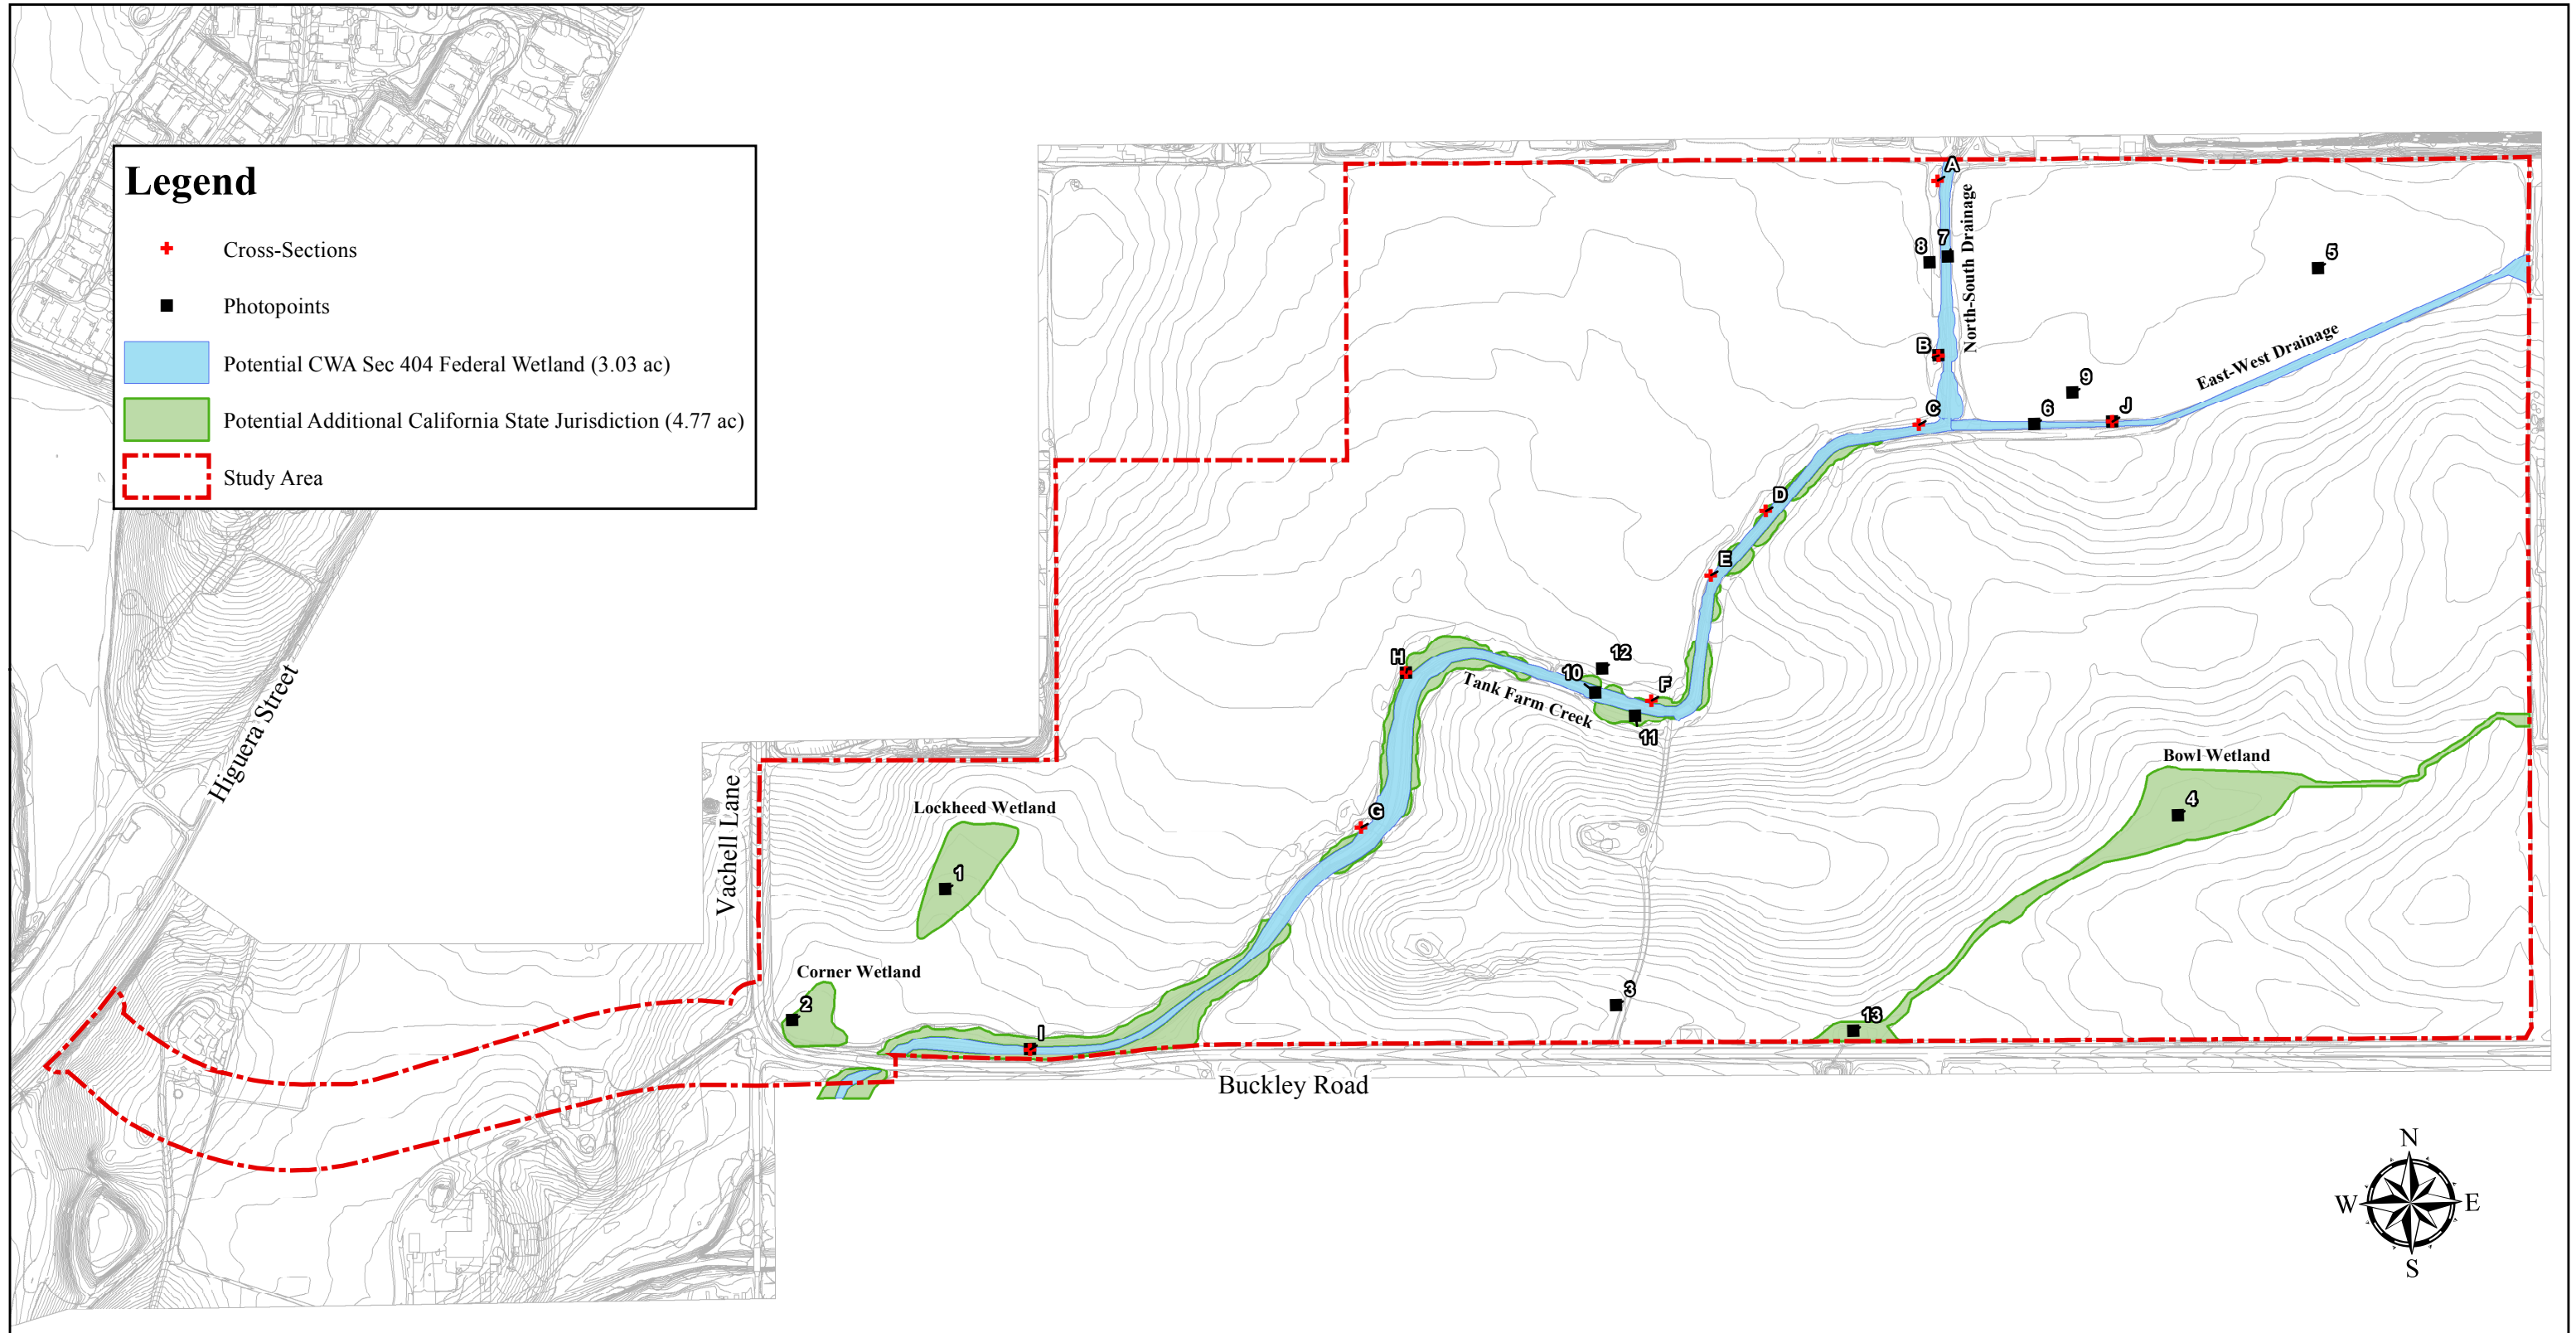 Legend
Cross-Sections
Photopoints
Potential CWA Sec 404 Federal Wetland (3.03 ac)
Potential Additional California State Jurisdiction (4.77 ac)
Study Area
A
8
7
North-South Drainage
5
B
East-West Drainage
9
C
6
J
D
E
H
12
10
F
Tank Farm Creek
11
Higuera Street
Vachell Lane
Bowl Wetland
4
Lockheed Wetland
G
1
Corner Wetland
2
3
13
I
Buckley Road
N
W
E
S